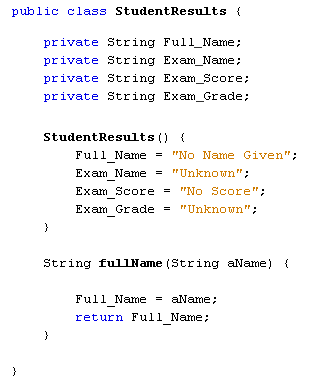 public class StudentResults {
private String Full_Name;
private String Exam_Name;
private String Exam_Score;
private String Exam_Grade;
StudentResults() {
Full_Name = "No Name Given";
Exam_Name = "Unknown";
Exam_Score = "No Score";
Exam_Grade = "Unknown";
}
String fullName(String aName) {
Full_Name = aName;
return Full_Name;
}
}